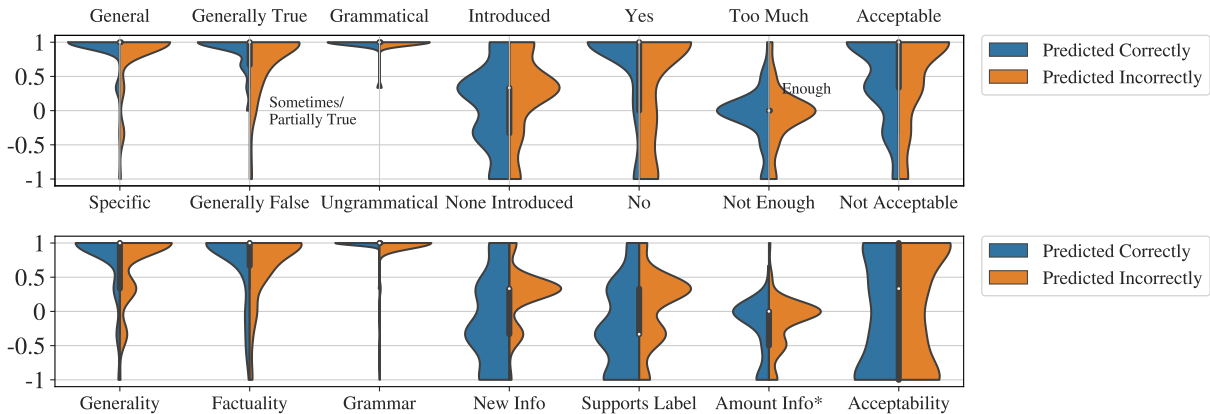 General Generally True Grammatical Introduced Yes Too Much Acceptable
1
0.5
0
-0.5
-1
Enough
Sometimes/
Partially True
Predicted Correctly
Predicted Incorrectly
Specific Generally False Ungrammatical None Introduced No Not Enough Not Acceptable
1
0.5
0
-0.5
-1
Predicted Correctly
Predicted Incorrectly
Generality Factuality Grammar New Info Supports Label Amount Info* Acceptability